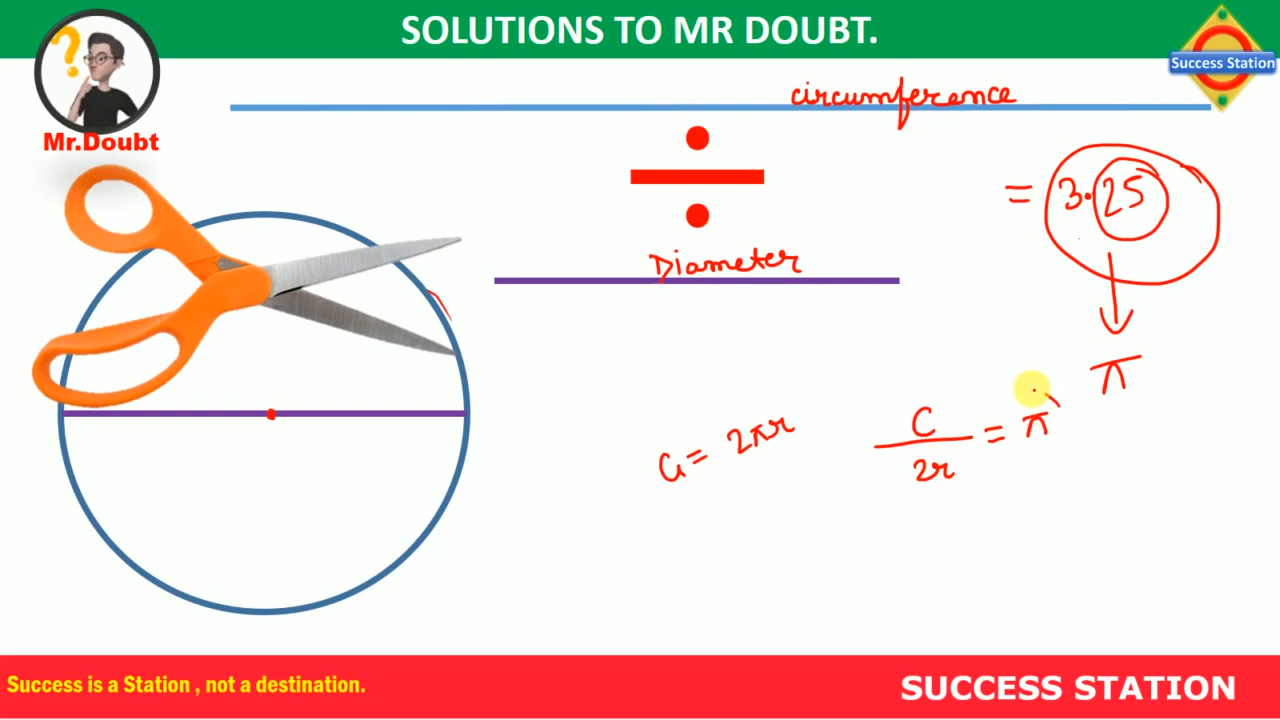 SOLUTIONS TO MR DOUBT.
Success Station
Mr.Doubt
circumference
÷
= 3.25
Diameter
π
C = 2πr
C
2r
= π
Success is a Station , not a destination.
SUCCESS STATION